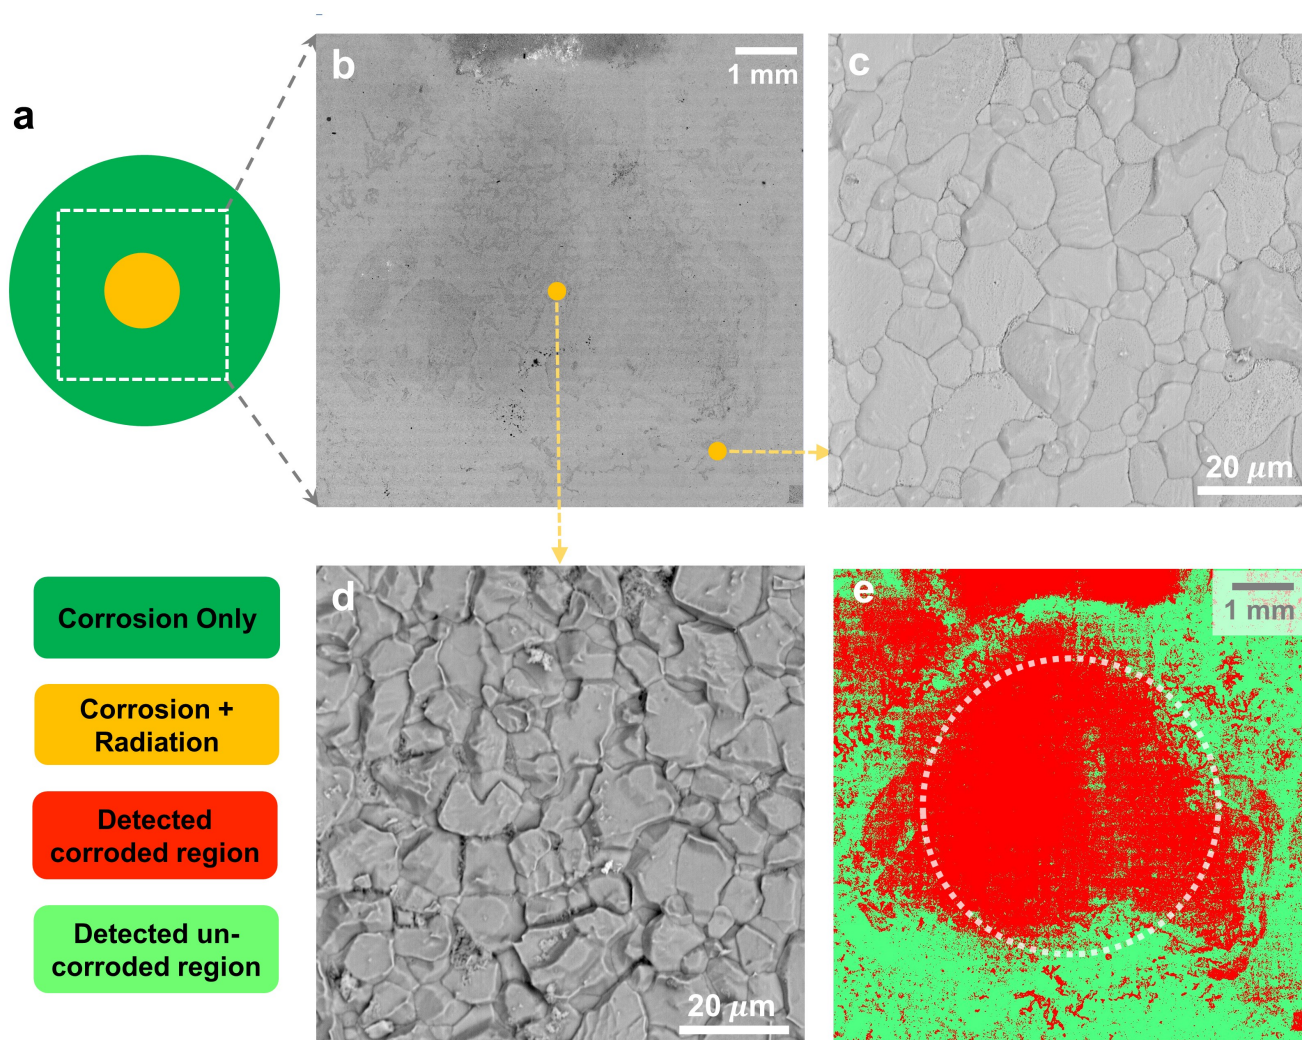 a
b
1 mm
c
20 μm
Corrosion Only
Corrosion +
Radiation
Detected
corroded region
Detected un-
corroded region
d
20 μm
e
1 mm